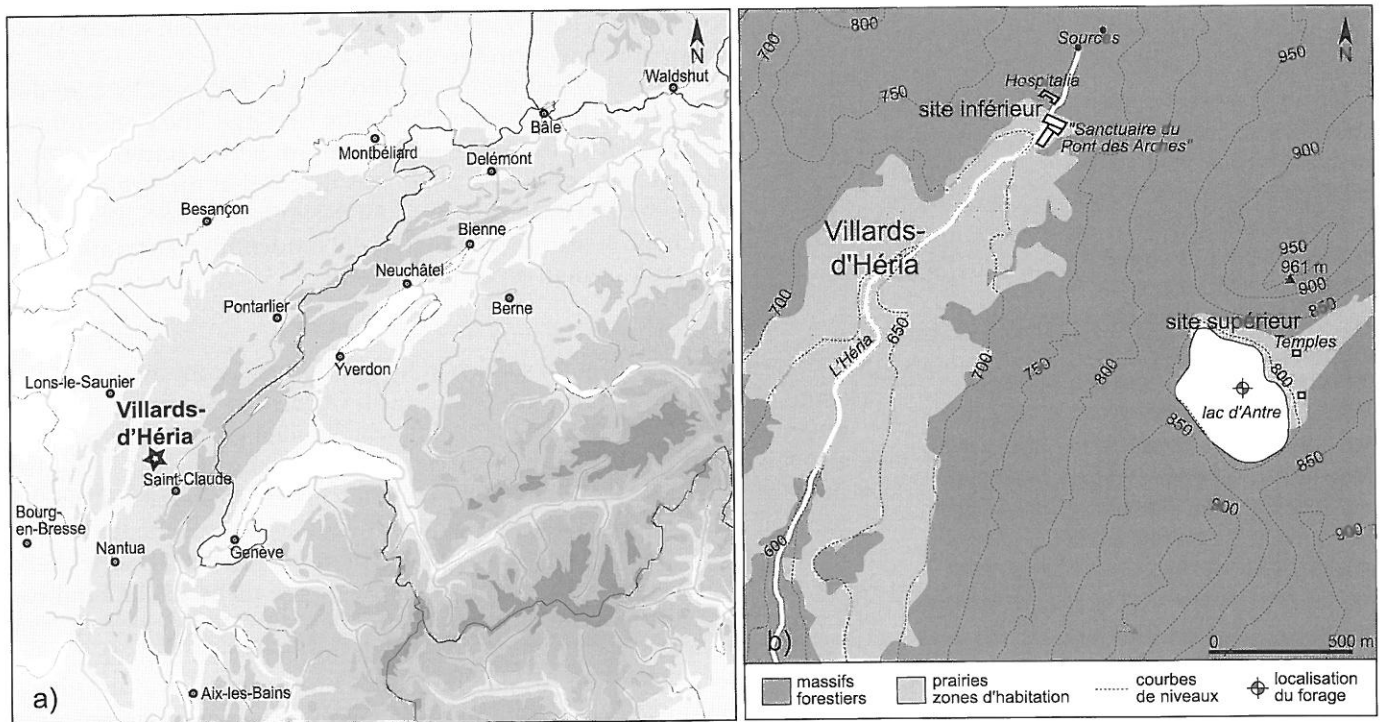 N
Waldshut
Bâle
Montbéliard
Delémont
Besançon
Bienne
Neuchâtel
Berne
Pontarlier
Yverdon
Lons-le-Saunier
Villards-
d'Héria
Saint-Claude
Bourg-
en-Bresse
Nantua
Genève
Aix-les-Bains
a)
800
700
Sources
950
N
Hospitalia
750
site inférieur
"Sanctuaire du
Pont des Arches"
900
Villards-
d'Héria
950
961 m
900
850
700
650
site supérieur
Temples
L'Héria
700
750
800
800
lac d'Antre
850
850
800
900
600
b)
0 500 m
massifs
forestiers
prairies
zones d'habitation
courbes
de niveaux
localisation
du forage